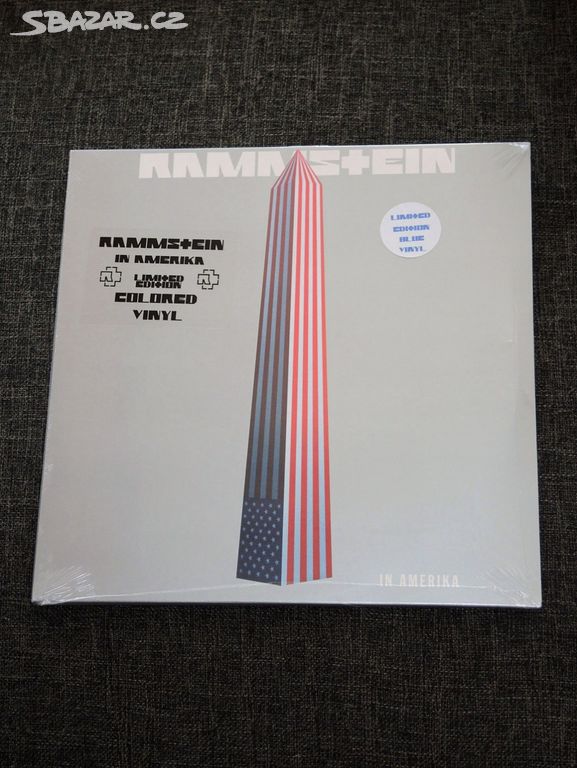 SBAZAR.CZ
RAMMSTEIN
RAMMSTEIN
IN AMERIKA
LIMITED
EDITION
COLORED
VINYL
LIMITED
EDITION
BLUE
VINYL
IN AMERIKA